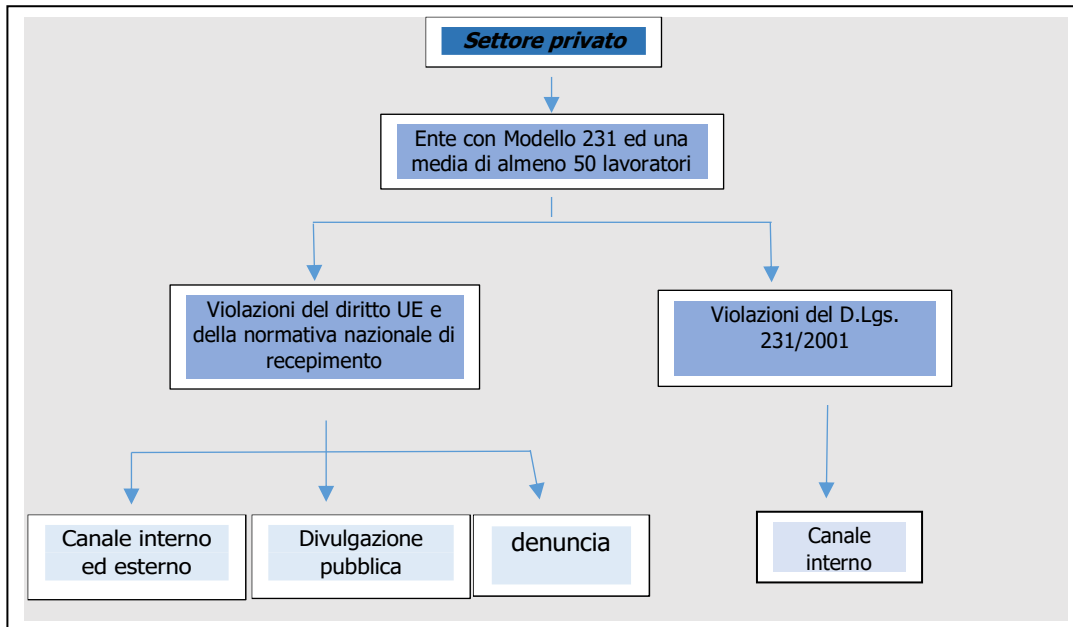 Settore privato
Ente con Modello 231 ed una
media di almeno 50 lavoratori
Violazioni del diritto UE e
della normativa nazionale di
recepimento
Violazioni del D.Lgs.
231/2001
Canale interno
ed esterno
Divulgazione
pubblica
denuncia
Canale
interno